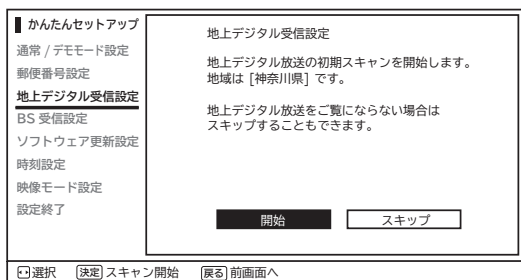 かんたんセットアップ
通常 / デモモード設定
郵便番号設定
地上デジタル受信設定
BS 受信設定
ソフトウェア更新設定
時刻設定
映像モード設定
設定終了
地上デジタル受信設定
地上デジタル放送の初期スキャンを開始します。
地域は [神奈川県] です。
地上デジタル放送をご覧にならない場合は
スキップすることもできます。
開始 スキップ
選択 決定 スキャン開始 戻る 前画面へ